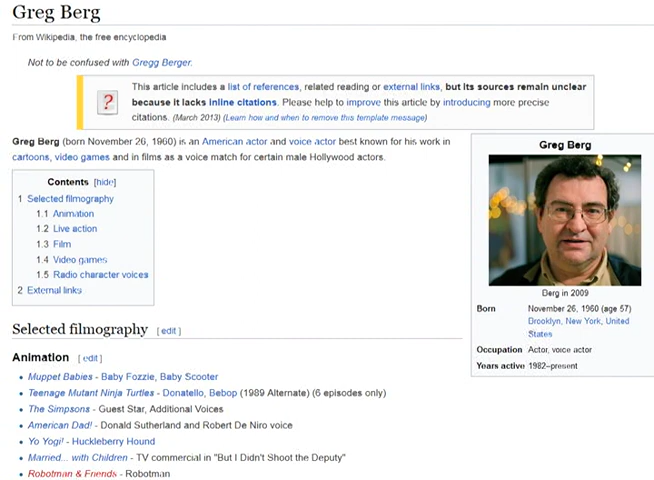 Greg Berg
From Wikipedia, the free encyclopedia
Not to be confused with Gregg Berger.
This article includes a list of references, related reading or external links, but its sources remain unclear
because it lacks inline citations. Please help to improve this article by introducing more precise
citations. (March 2013) (Learn how and when to remove this template message)
Greg Berg (born November 26, 1960) is an American actor and voice actor best known for his work in
cartoons, video games and in films as a voice match for certain male Hollywood actors.
Contents [hide]
1 Selected filmography
1.1 Animation
1.2 Live action
1.3 Film
1.4 Video games
1.5 Radio character voices
2 External links
Greg Berg
Berg in 2009
Born November 26, 1960 (age 57)
Brooklyn, New York, United
States
Occupation Actor, voice actor
Years active 1982–present
Selected filmography [edit]
Animation [edit]
• Muppet Babies - Baby Fozzie, Baby Scooter
• Teenage Mutant Ninja Turtles - Donatello, Bebop (1989 Alternate) (6 episodes only)
• The Simpsons - Guest Star, Additional Voices
• American Dad! - Donald Sutherland and Robert De Niro voice
• Yo Yogi! - Huckleberry Hound
• Married... with Children - TV commercial in "But I Didn't Shoot the Deputy"
• Robotman & Friends - Robotman